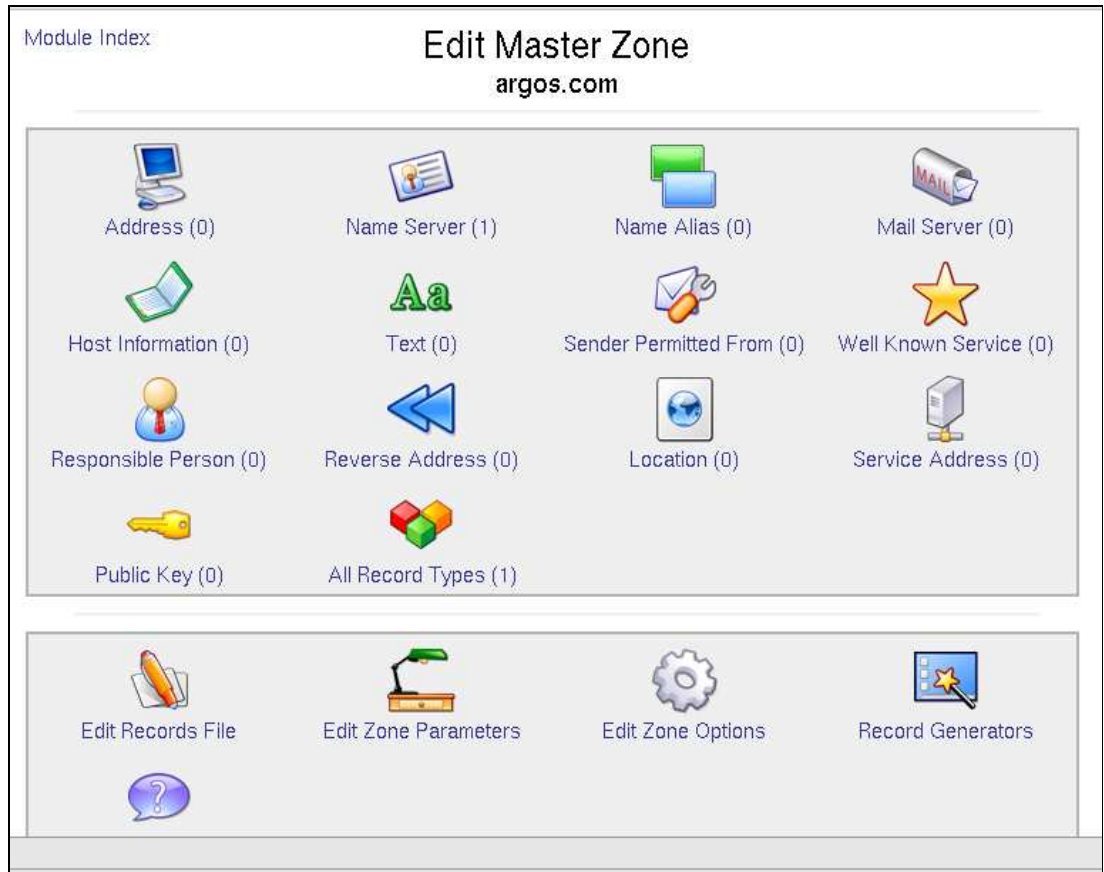 Module Index
Edit Master Zone
argos.com
Address (0)
Name Server (1)
Name Alias (0)
MAIL
Mail Server (0)
Host Information (0)
Aa
Text (0)
Sender Permitted From (0)
Well Known Service (0)
Responsible Person (0)
Reverse Address (0)
Location (0)
Service Address (0)
Public Key (0)
All Record Types (1)
Edit Records File
Edit Zone Parameters
Edit Zone Options
Record Generators
?